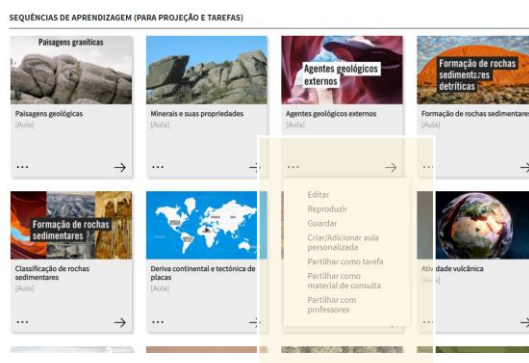 SEQUÊNCIAS DE APRENDIZAGEM (PARA PROJEÇÃO E TAREFAS)
Paisagens graníticas
Agentes geológicos
externos
Formação de rochas
sedimentares
detríticas
Paisagens geológicas
[Aula]
Minerais e suas propriedades
[Aula]
Agentes geológicos externos
[Aula]
Formação de rochas sedimentares
[Aula]
Formação de rochas
sedimentares
Classificação de rochas
sedimentares
[Aula]
Deriva continental e tectónica de
placas
[Aula]
Editar
Reproduzir
Guardar
Criar/Adicionar aula
personalizada
Partilhar como tarefa
Partilhar como
material de consulta
Partilhar com
professores
Atividade vulcânica
[Aula]